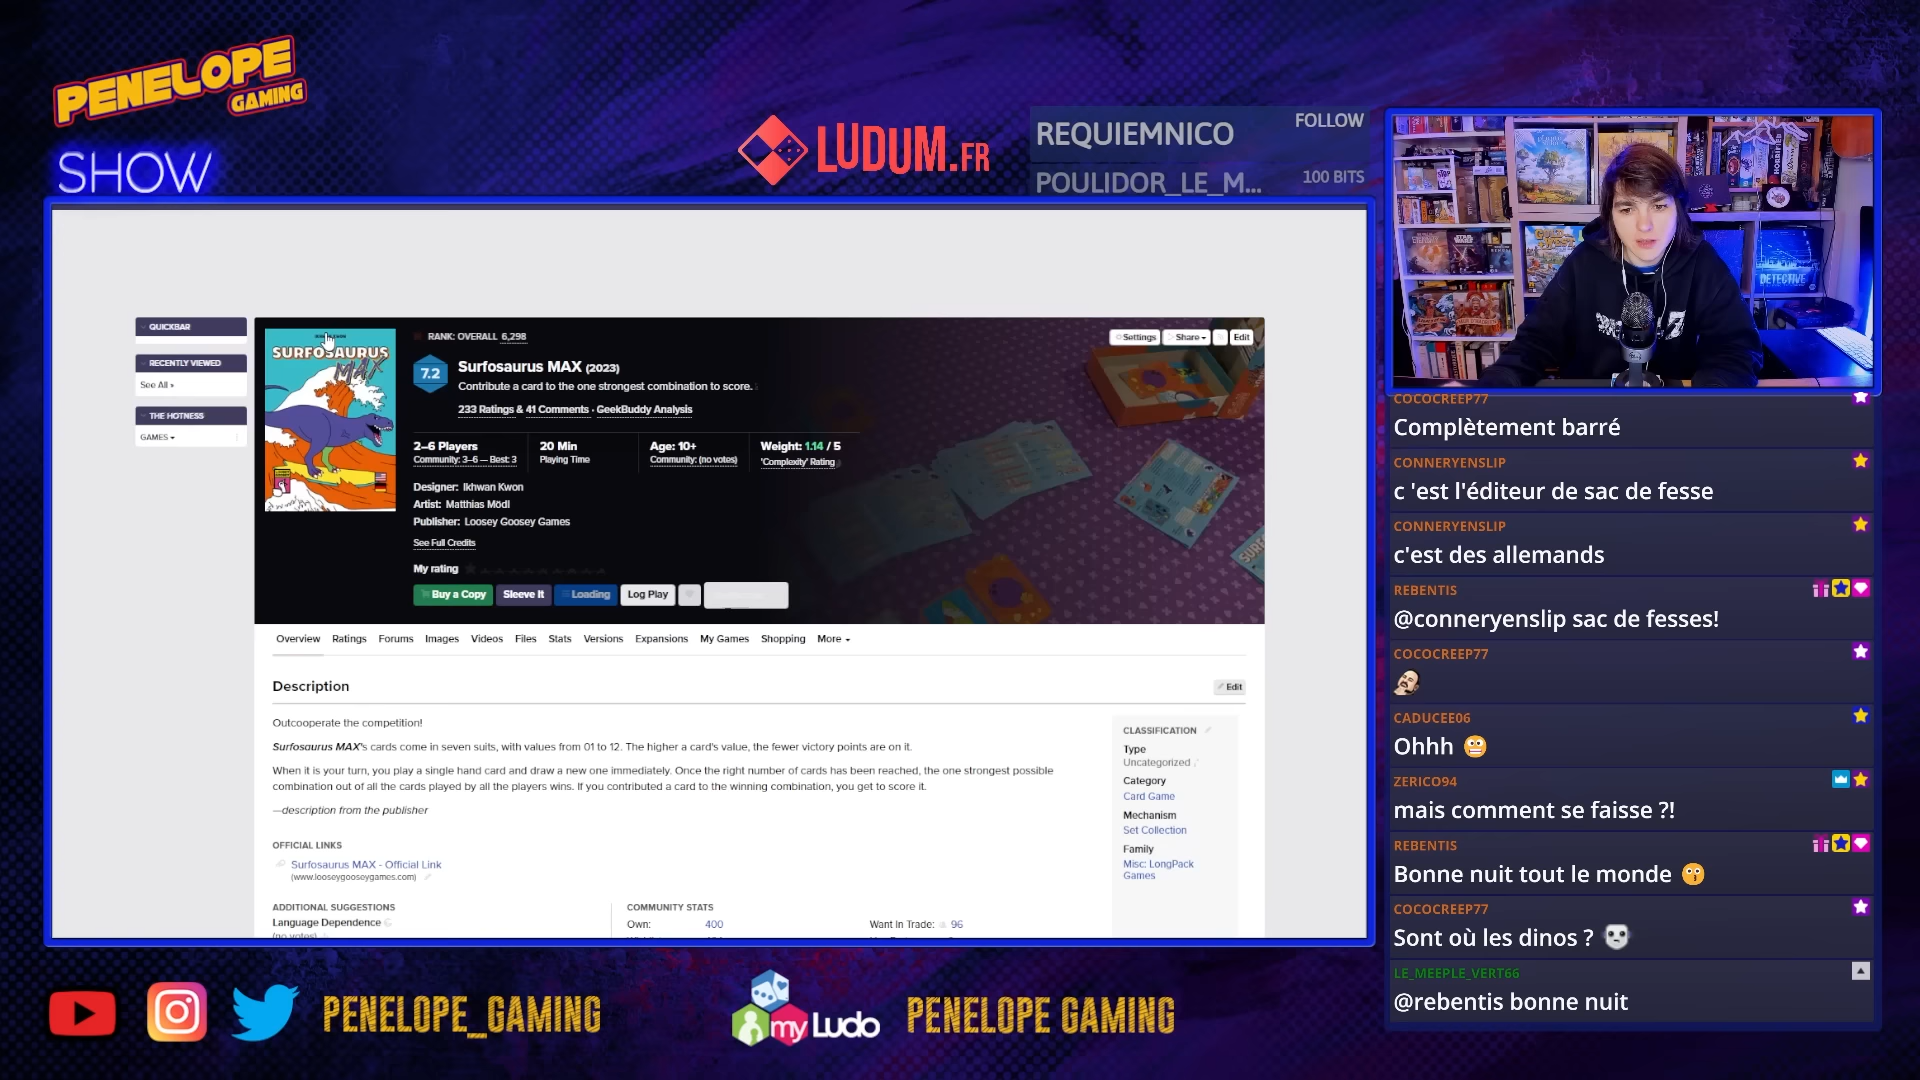 PENELOPE
GAMING
SHOW
LUDUM.FR
REQUIEMNICO
FOLLOW
POULIDOR_LE_M...
100 BITS
QUICKBAR
RECENTLY VIEWED
See All »
THE HOTNESS
GAMES
SURFOSAURUS
MAX
RANK: OVERALL 6,298
Settings
Share
Edit
7.2
Surfosaurus MAX (2023)
Contribute a card to the one strongest combination to score.
233 Ratings & 41 Comments · GeekBuddy Analysis
2–6 Players
Community: 3–6 — Best: 3
20 Min
Playing Time
Age: 10+
Community: (no votes)
Weight: 1.14 / 5
'Complexity' Rating
Designer: Ikhwan Kwon
Artist: Matthias Mödl
Publisher: Loosey Goosey Games
See Full Credits
My rating
Buy a Copy
Sleeve It
Loading
Log Play
Overview
Ratings
Forums
Images
Videos
Files
Stats
Versions
Expansions
My Games
Shopping
More
Description
Edit
Outcooperate the competition!
Surfosaurus MAX's cards come in seven suits, with values from 01 to 12. The higher a card's value, the fewer victory points are on it.
When it is your turn, you play a single hand card and draw a new one immediately. Once the right number of cards has been reached, the one strongest possible
combination out of all the cards played by all the players wins. If you contributed a card to the winning combination, you get to score it.
—description from the publisher
OFFICIAL LINKS
Surfosaurus MAX - Official Link
(www.looseygooseygames.com)
ADDITIONAL SUGGESTIONS
Language Dependence
(no votes)
COMMUNITY STATS
Own: 400
Want In Trade: 96
CLASSIFICATION
Type
Uncategorized
Category
Card Game
Mechanism
Set Collection
Family
Misc: LongPack
Games
STAR
WARS
DETECTIVE
COCOCREEP77
Complètement barré
CONNERYENSLIP
c 'est l'éditeur de sac de fesse
CONNERYENSLIP
c'est des allemands
REBENTIS
@conneryenslip sac de fesses!
COCOCREEP77
CADUCEE06
Ohhh 😬
ZERICO94
mais comment se faisse ?!
REBENTIS
Bonne nuit tout le monde 😙
COCOCREEP77
Sont où les dinos ?
LE_MEEPLE_VERT66
@rebentis bonne nuit
PENELOPE_GAMING
my Ludo
PENELOPE GAMING